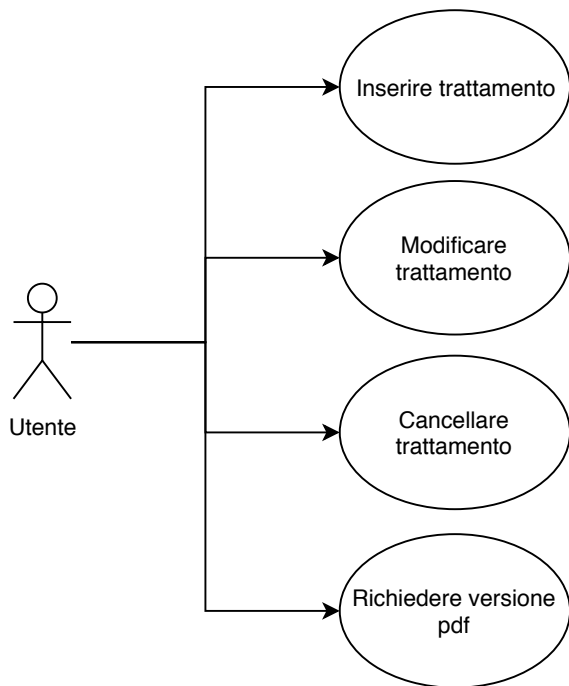 Inserire trattamento
Modificare
trattamento
Utente
Cancellare
trattamento
Richiedere versione
pdf